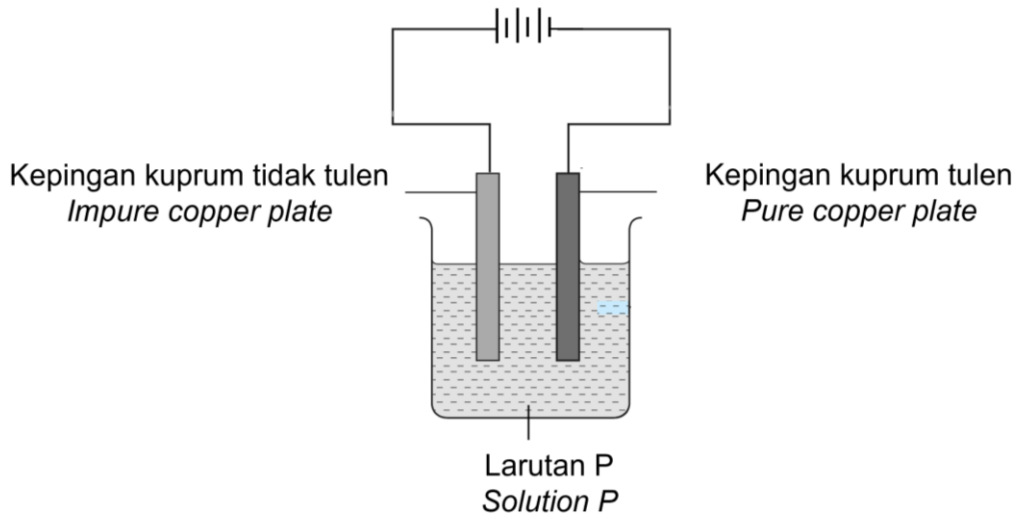 Kepingan kuprum tidak tulen
Impure copper plate
Kepingan kuprum tulen
Pure copper plate
Larutan P
Solution P